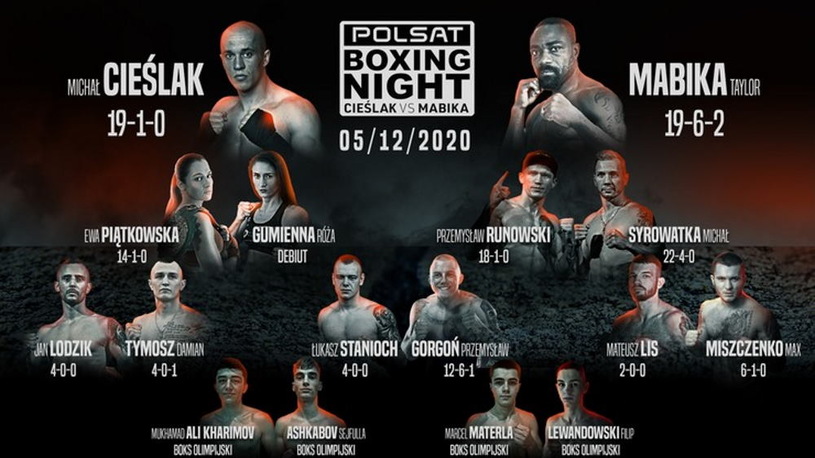 POLSAT
BOXING
NIGHT
CIEŚLAK VS MABIKA
05/12/2020
MICHAŁ CIEŚLAK
19-1-0
MABIKA TAYLOR
19-6-2
EWA PIĄTKOWSKA
14-1-0
GUMIENNA RÓŻA
DEBIUT
PRZEMYSŁAW RUNOWSKI
18-1-0
SYROWATKA MICHAŁ
22-4-0
JAN LODZIK
4-0-0
TYMOSZ DAMIAN
4-0-1
ŁUKASZ STANIOCH
4-0-0
GORGOŃ PRZEMYSŁAW
12-6-1
MATEUSZ LIS
2-0-0
MISZCZENKO MAX
6-1-0
MUKHAMAD ALI KHARIMOV
BOKS OLIMPIJSKI
ASHKABOV SEJFULLA
BOKS OLIMPIJSKI
MARCEL MATERLA
BOKS OLIMPIJSKI
LEWANDOWSKI FILIP
BOKS OLIMPIJSKI